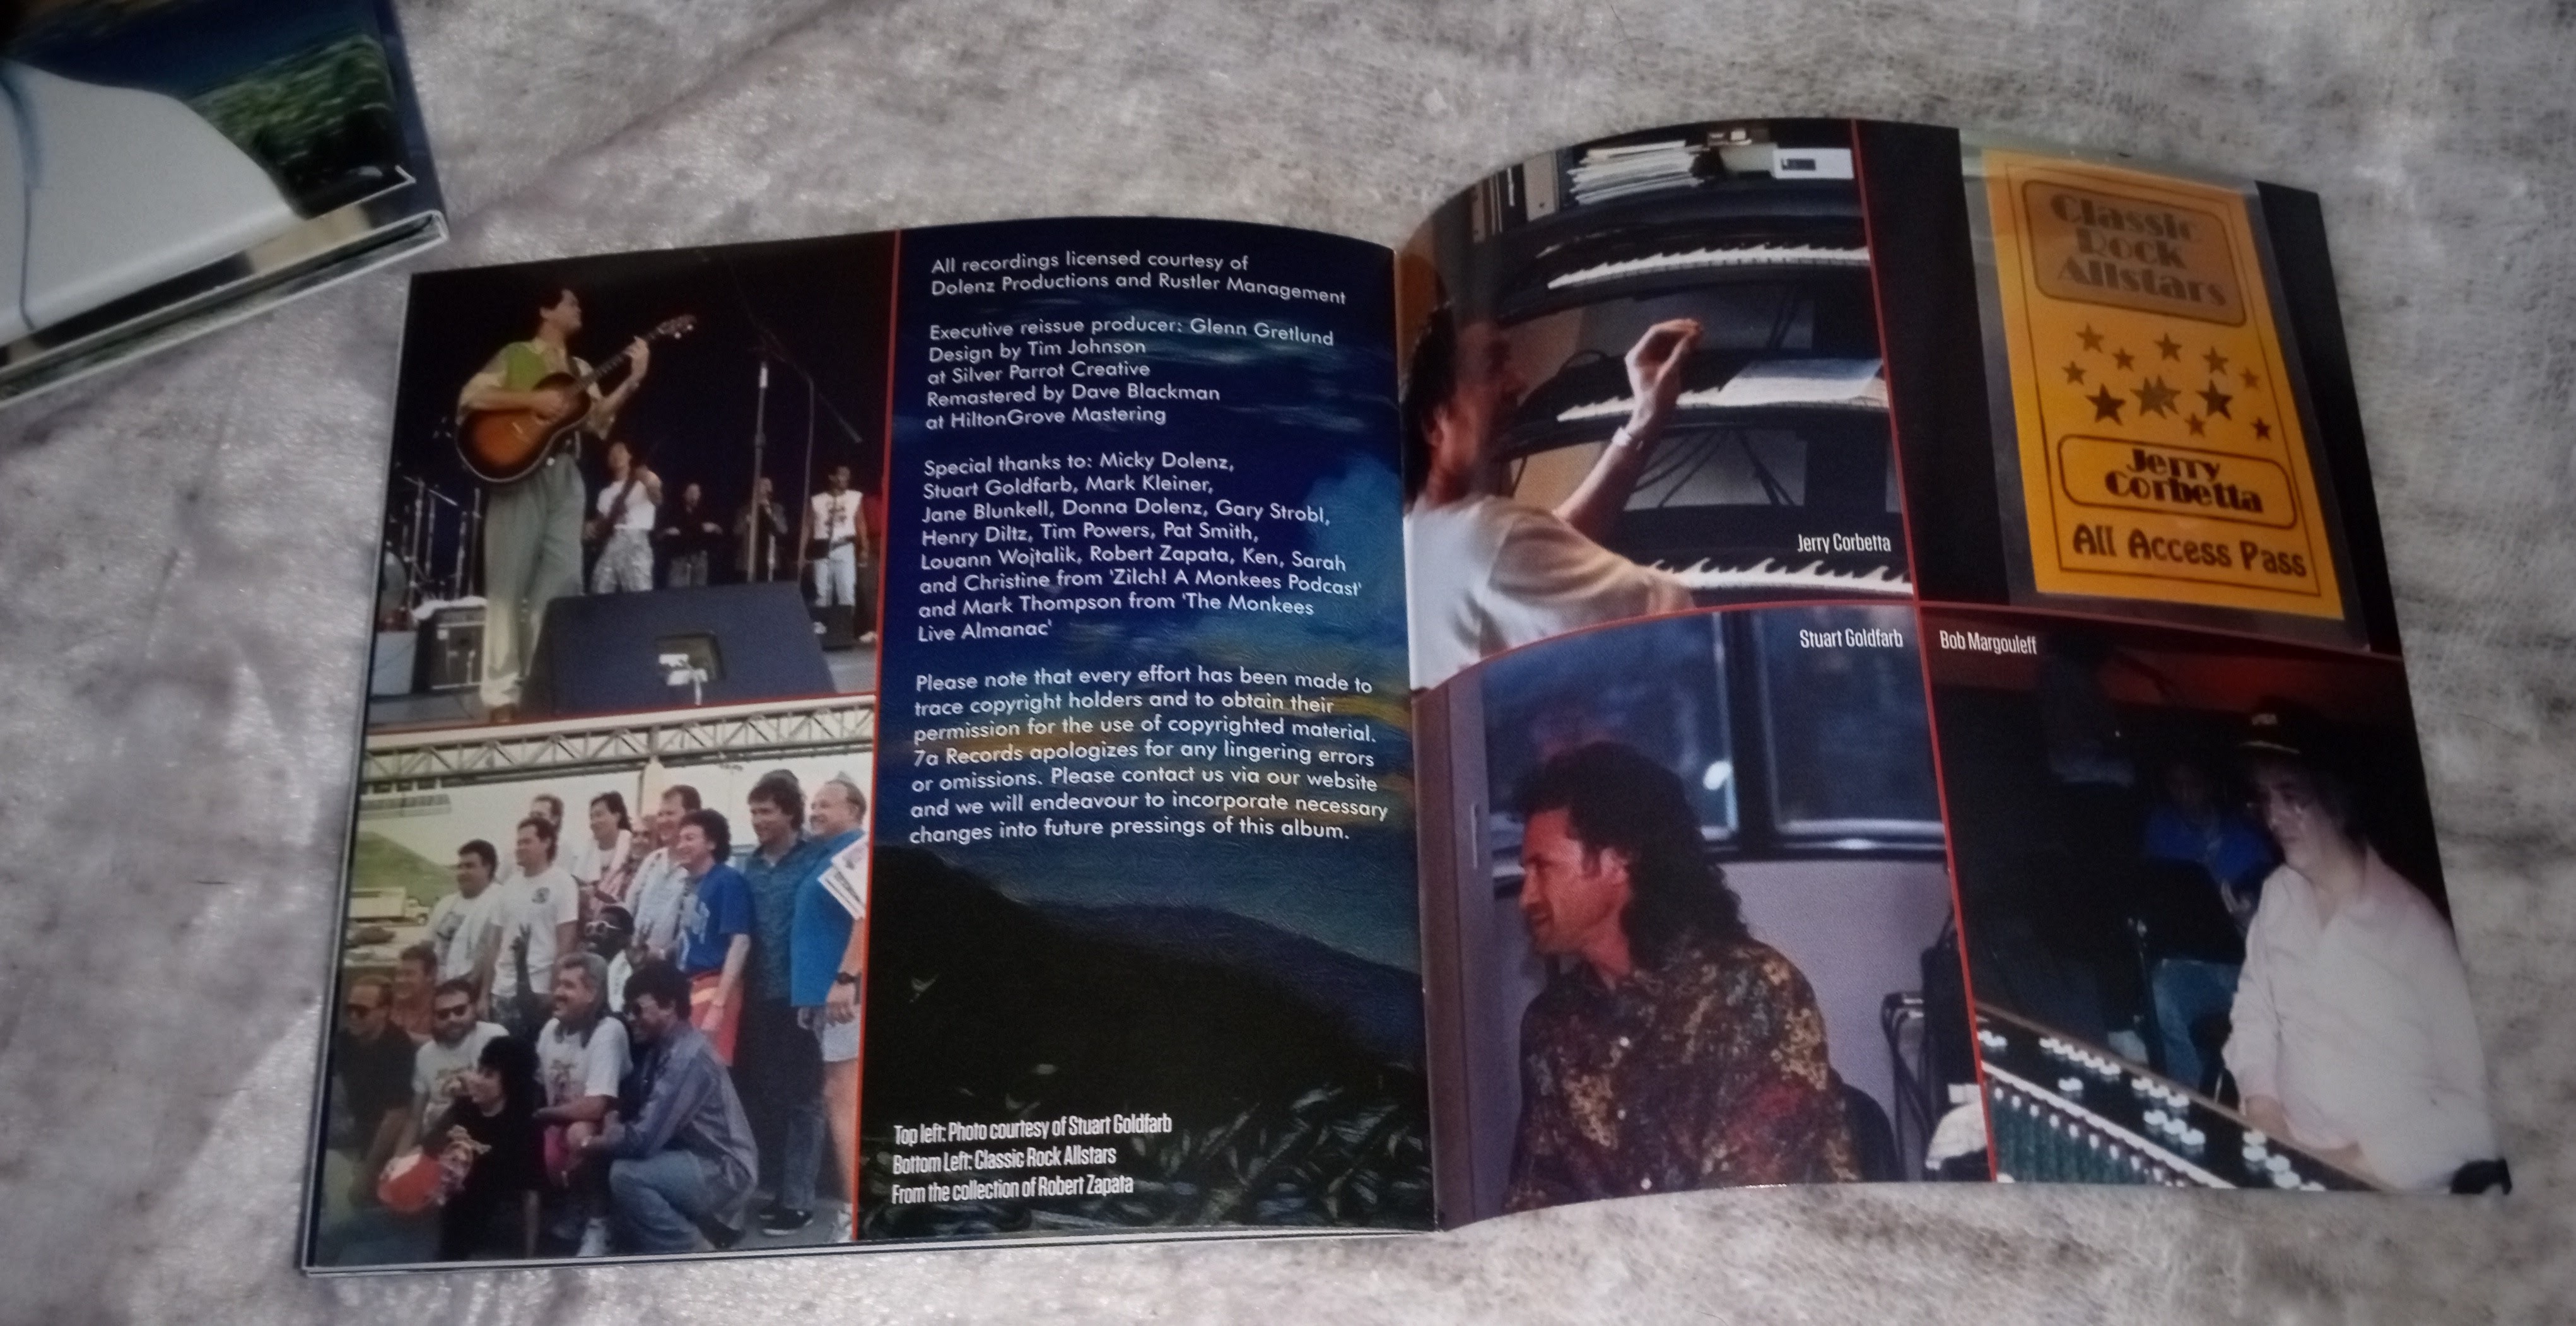 All recordings licensed courtesy of
Dolenz Productions and Rustler Management
Executive reissue producer: Glenn Gretlund
Design by Tim Johnson
at Silver Parrot Creative
Remastered by Dave Blackman
at HiltonGrove Mastering
Special thanks to: Micky Dolenz,
Stuart Goldfarb, Mark Kleiner,
Jane Blunkell, Donna Dolenz, Gary Strobl,
Henry Diltz, Tim Powers, Pat Smith,
Louann Wojtalik, Robert Zapata, Ken, Sarah
and Christine from 'Zilch! A Monkees Podcast'
and Mark Thompson from 'The Monkees
Live Almanac'
Please note that every effort has been made to
trace copyright holders and to obtain their
permission for the use of copyrighted material.
7a Records apologizes for any lingering errors
or omissions. Please contact us via our website
and we will endeavour to incorporate necessary
changes into future pressings of this album.
Top left: Photo courtesy of Stuart Goldfarb
Bottom Left: Classic Rock Allstars
From the collection of Robert Zapata
Jerry Corbetta
Classic
Rock
Allstars
Jerry
Corbetta
All Access Pass
Stuart Goldfarb
Bob Margouleff